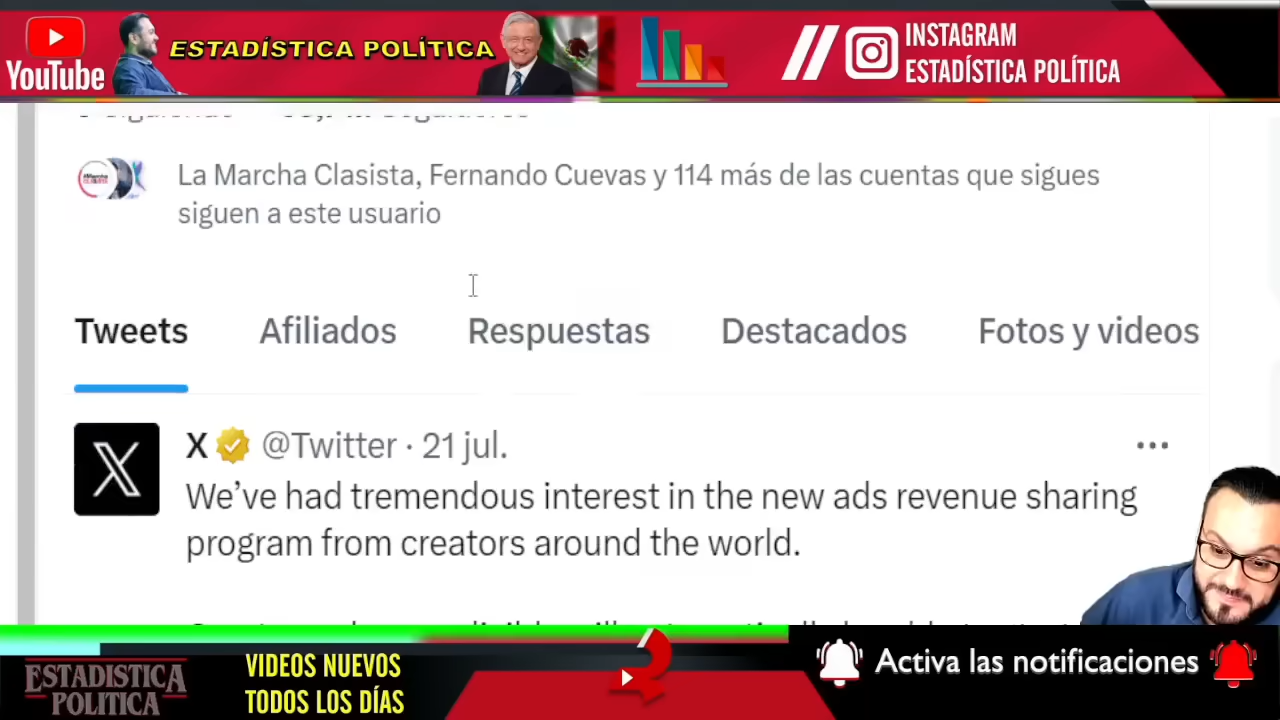 YouTube
ESTADÍSTICA POLÍTICA
INSTAGRAM
ESTADÍSTICA POLÍTICA
La Marcha Clasista, Fernando Cuevas y 114 más de las cuentas que sigues
siguen a este usuario
Tweets Afiliados Respuestas Destacados Fotos y videos
X @Twitter · 21 jul.
We've had tremendous interest in the new ads revenue sharing
program from creators around the world.
ESTADISTICA
POLÍTICA
VIDEOS NUEVOS
TODOS LOS DÍAS
Activa las notificaciones